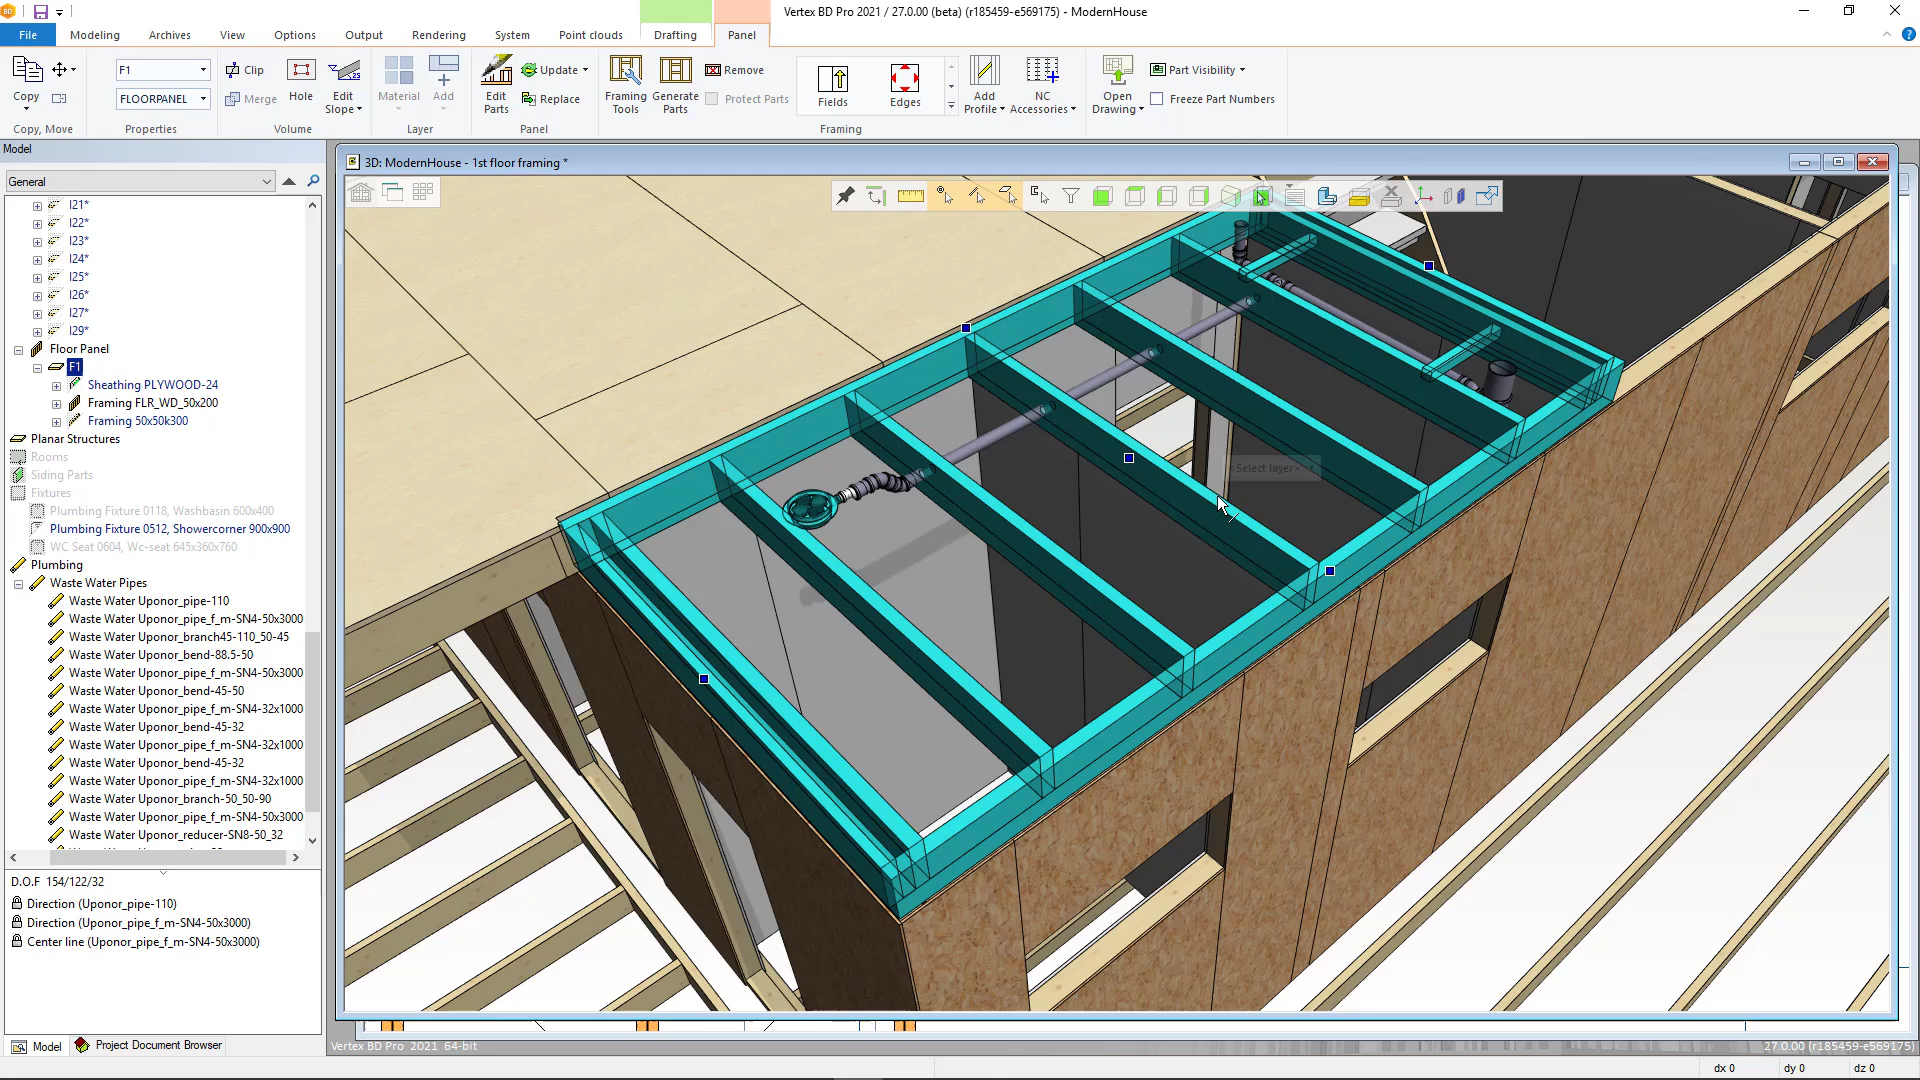 Vertex BD Pro 2021 / 27.0.00 (beta) (r185459-e569175) - ModernHouse
File Modeling Archives View Options Output Rendering System Point clouds Drafting Panel
F1 Clip Update Remove Part Visibility
Copy FLOORPANEL Merge Hole Edit Slope Material Add Edit Parts Replace Framing Tools Generate Parts Protect Parts Fields Edges Add Profile NC Accessories Open Drawing Freeze Part Numbers
Copy, Move Properties Volume Layer Panel Framing
Model
General
I21*
I22*
I23*
I24*
I25*
I26*
I27*
I29*
Floor Panel
F1
Sheathing PLYWOOD-24
Framing FLR_WD_50x200
Framing 50x50k300
Planar Structures
Rooms
Siding Parts
Fixtures
Plumbing Fixture 0118, Washbasin 600x400
Plumbing Fixture 0512, Showercorner 900x900
WC Seat 0604, Wc-seat 645x360x760
Plumbing
Waste Water Pipes
Waste Water Uponor_pipe-110
Waste Water Uponor_pipe_f_m-SN4-50x3000
Waste Water Uponor_branch45-110_50-45
Waste Water Uponor_bend-88.5-50
Waste Water Uponor_pipe_f_m-SN4-50x3000
Waste Water Uponor_bend-45-50
Waste Water Uponor_pipe_f_m-SN4-32x1000
Waste Water Uponor_bend-45-32
Waste Water Uponor_pipe_f_m-SN4-32x1000
Waste Water Uponor_bend-45-32
Waste Water Uponor_pipe_f_m-SN4-32x1000
Waste Water Uponor_branch-50_50-90
Waste Water Uponor_pipe_f_m-SN4-50x3000
Waste Water Uponor_reducer-SN8-50_32
D.O.F 154/122/32
Direction (Uponor_pipe-110)
Direction (Uponor_pipe_f_m-SN4-50x3000)
Center line (Uponor_pipe_f_m-SN4-50x3000)
Model Project Document Browser
3D: ModernHouse - 1st floor framing *
<Select layer>
Vertex BD Pro 2021 64-bit
27.0.00 (r185459-e569175)
dx 0 dy 0 dz 0